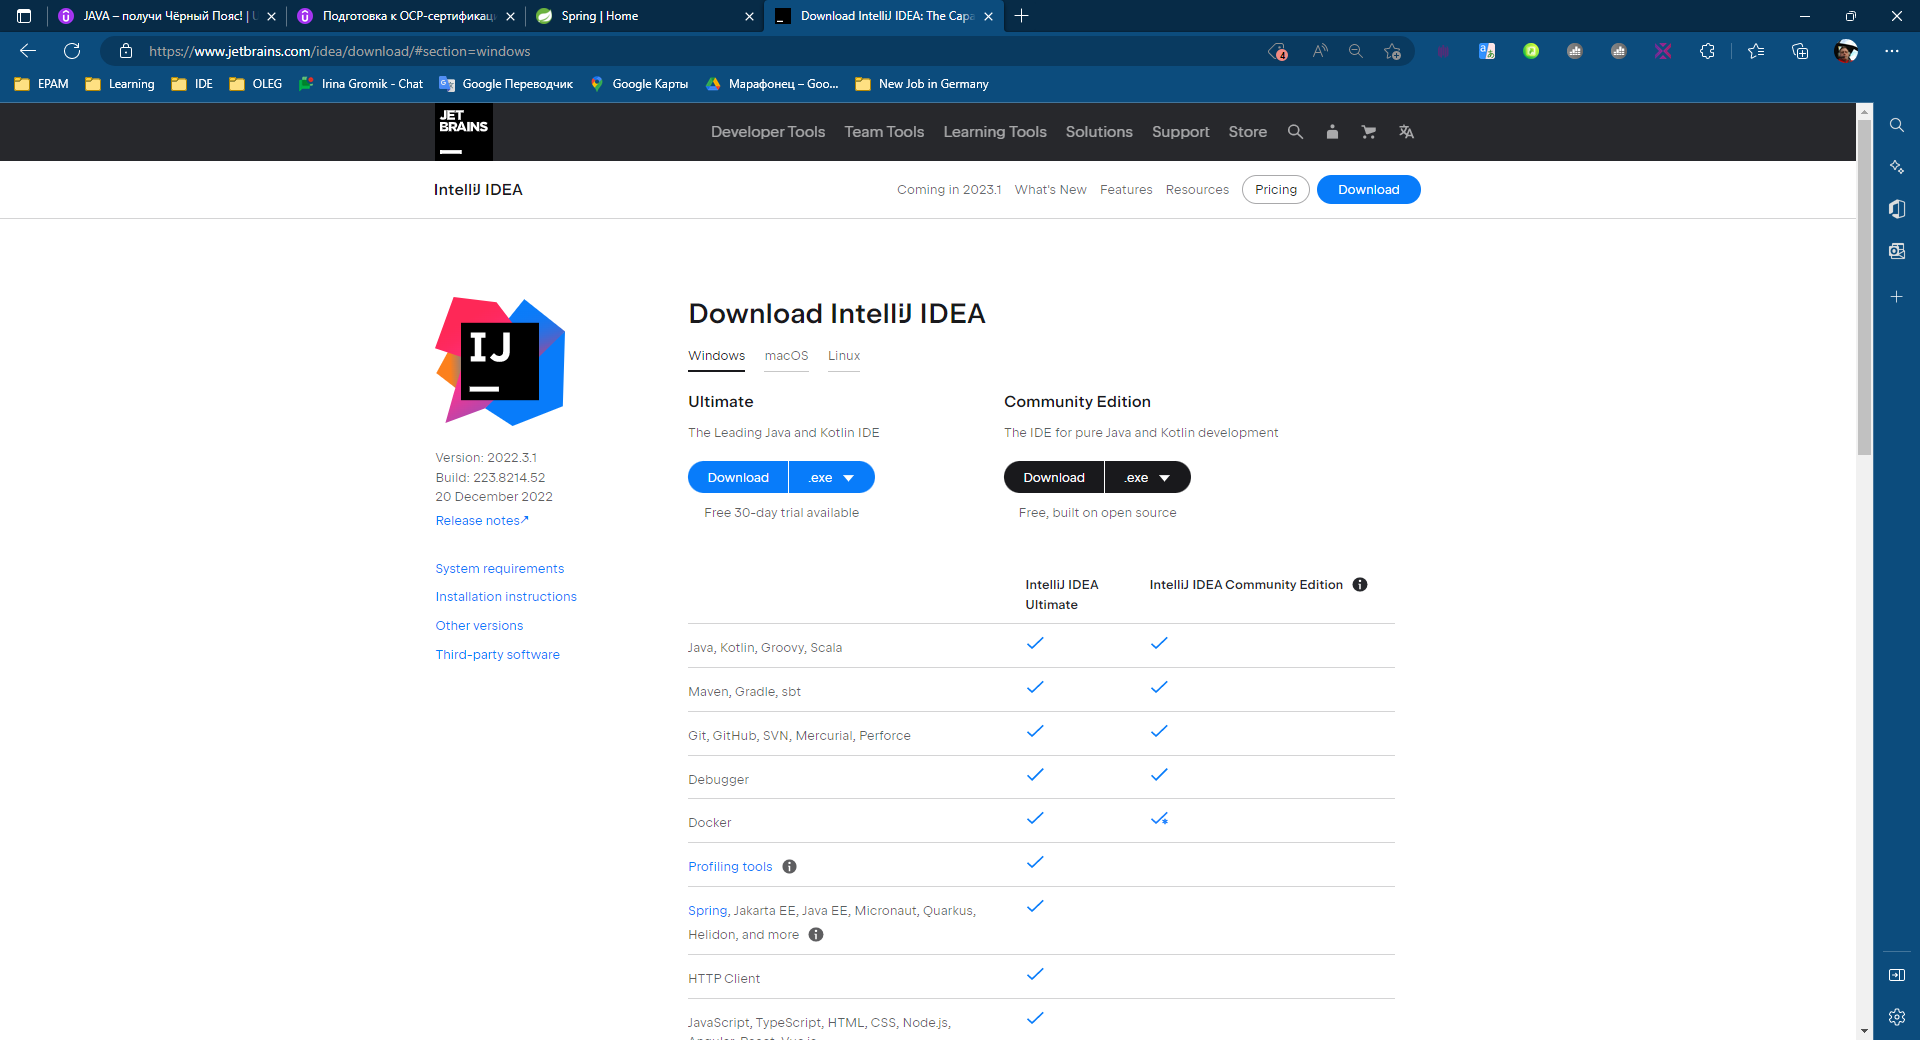 JAVA – получи Чёрный Пояс! | U
Подготовка к OCP-сертификаци
Spring | Home
Download IntelliJ IDEA: The Capa
https://www.jetbrains.com/idea/download/#section=windows
4
EPAM
Learning
IDE
OLEG
Irina Gromik - Chat
Google Переводчик
Google Карты
Марафонец – Goo...
New Job in Germany
JET
BRAINS
Developer Tools
Team Tools
Learning Tools
Solutions
Support
Store
IntelliJ IDEA
Coming in 2023.1
What's New
Features
Resources
Pricing
Download
IJ
Version: 2022.3.1
Build: 223.8214.52
20 December 2022
Release notes↗
System requirements
Installation instructions
Other versions
Third-party software
Download IntelliJ IDEA
Windows
macOS
Linux
Ultimate
The Leading Java and Kotlin IDE
Download
.exe
Free 30-day trial available
Community Edition
The IDE for pure Java and Kotlin development
Download
.exe
Free, built on open source
IntelliJ IDEA
Ultimate
IntelliJ IDEA Community Edition
Java, Kotlin, Groovy, Scala
Maven, Gradle, sbt
Git, GitHub, SVN, Mercurial, Perforce
Debugger
Docker
Profiling tools
Spring, Jakarta EE, Java EE, Micronaut, Quarkus,
Helidon, and more
HTTP Client
JavaScript, TypeScript, HTML, CSS, Node.js,
Angular, React, Vue.js